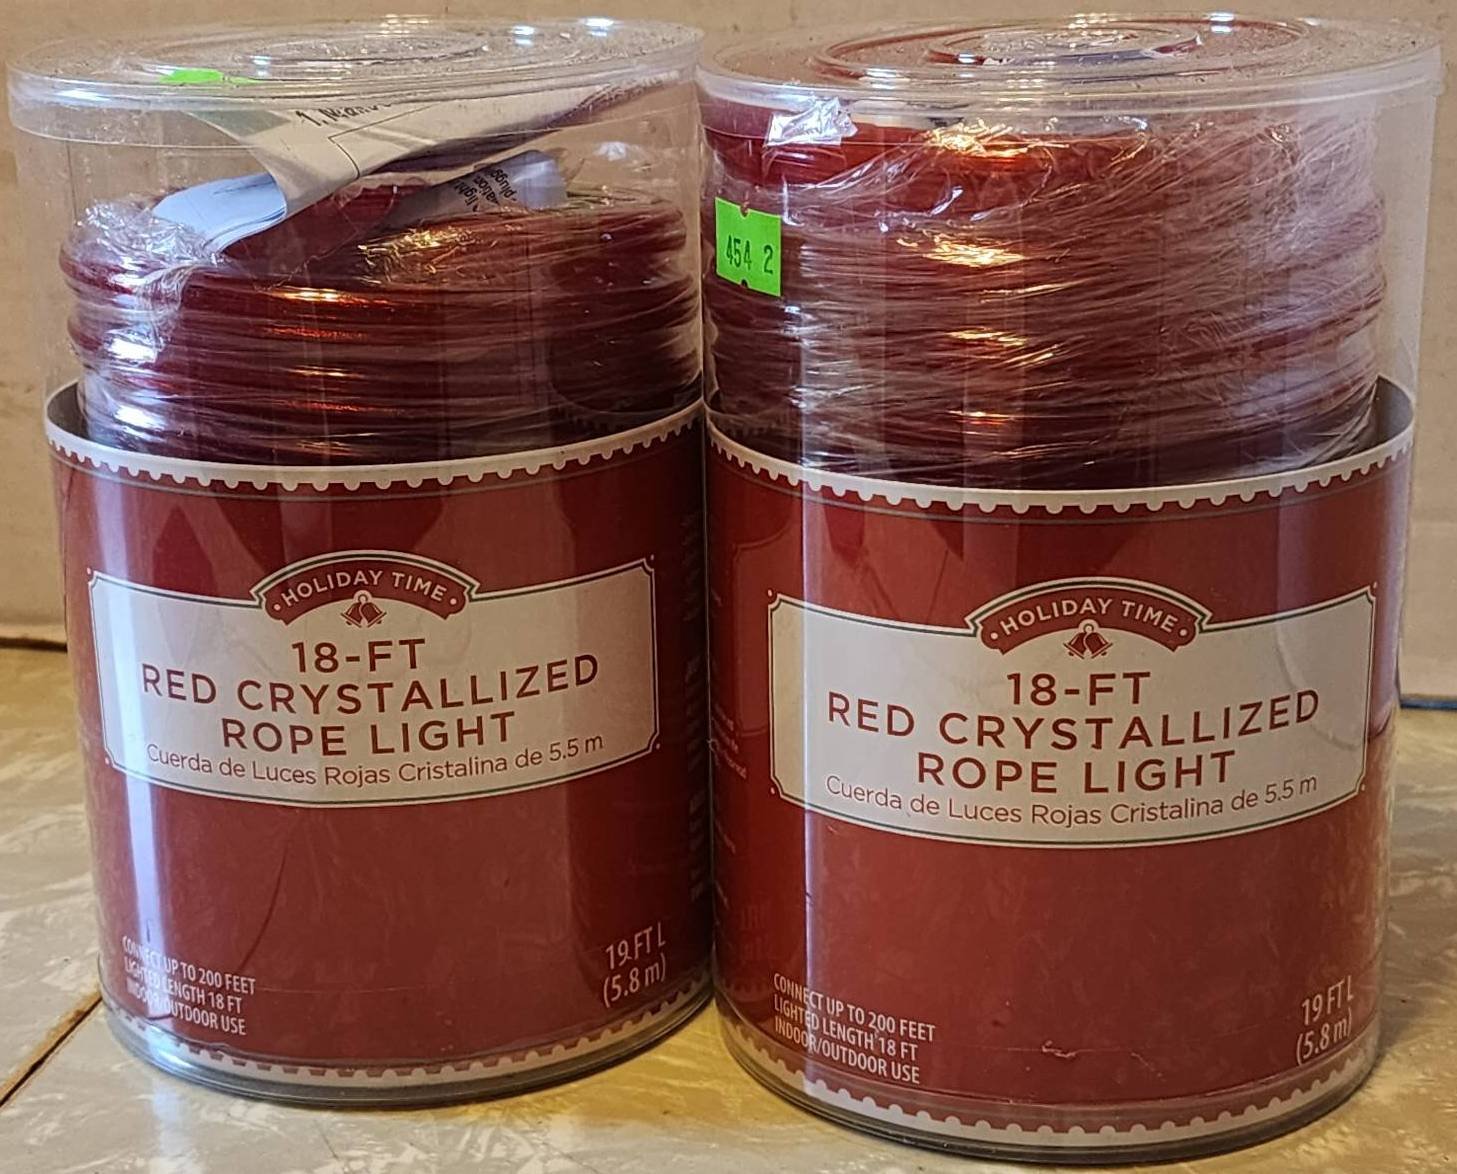 HOLIDAY TIME
18-FT
RED CRYSTALLIZED
ROPE LIGHT
Cuerda de Luces Rojas Cristalina de 5.5 m
CONNECT UP TO 200 FEET
LIGHTED LENGTH 18 FT
INDOOR/OUTDOOR USE
19 FT L
(5.8 m)
454 2
HOLIDAY TIME
18-FT
RED CRYSTALLIZED
ROPE LIGHT
Cuerda de Luces Rojas Cristalina de 5.5 m
CONNECT UP TO 200 FEET
LIGHTED LENGTH 18 FT
INDOOR/OUTDOOR USE
19 FT L
(5.8 m)